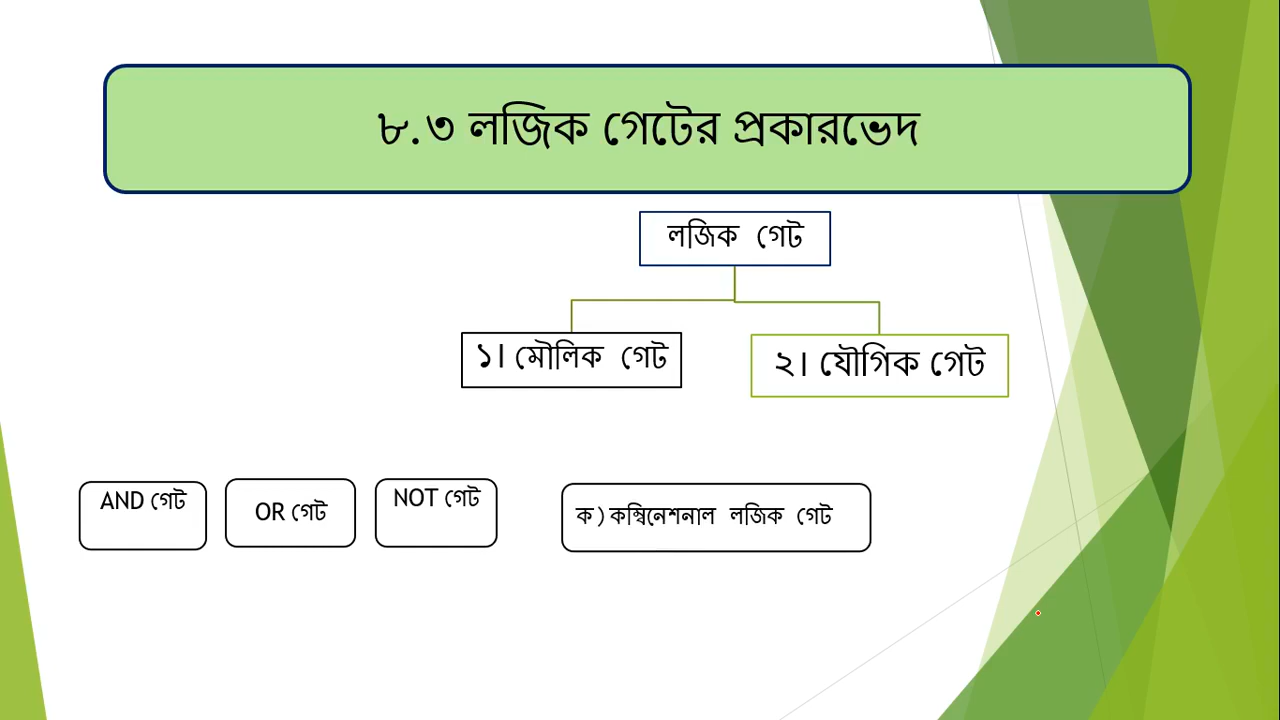 ৮.৩ লজিক গেটের প্রকারভেদ
লজিক গেট
১। মৌলিক গেট
২। যৌগিক গেট
AND গেট
OR গেট
NOT গেট
ক) কম্বিনেশনাল লজিক গেট